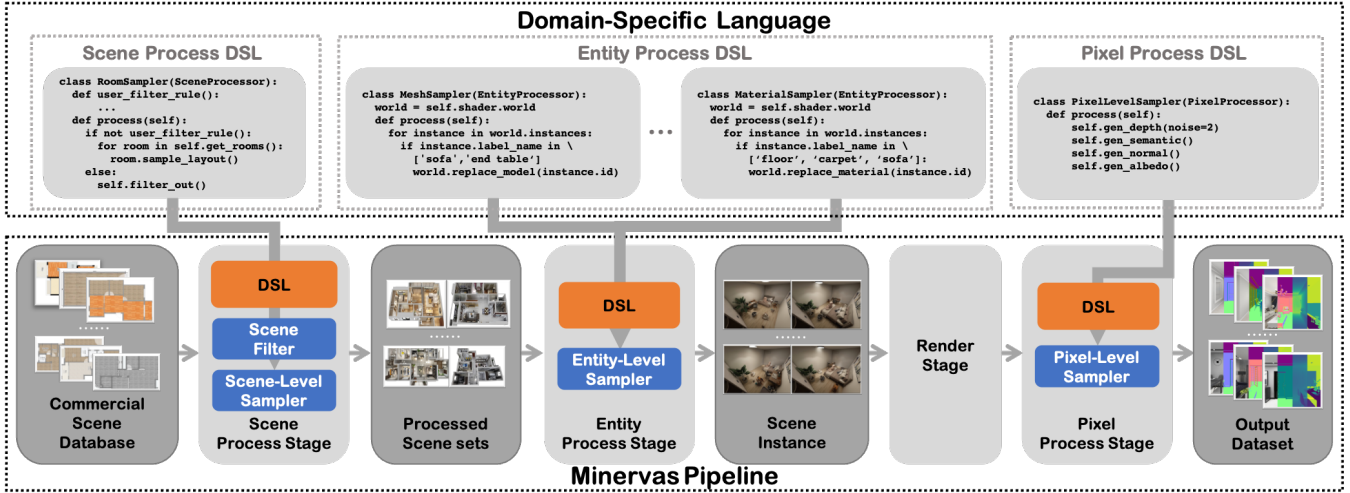 Domain-Specific Language
Scene Process DSL
class RoomSampler(SceneProcessor):
def user_filter_rule():
...
def process(self):
if not user_filter_rule():
for room in self.get_rooms():
room.sample_layout()
else:
self.filter_out()
Entity Process DSL
class MeshSampler(EntityProcessor):
world = self.shader.world
def process(self):
for instance in world.instances:
if instance.label_name in \
['sofa','end table‘]
world.replace_model(instance.id)
...
class MaterialSampler(EntityProcessor):
world = self.shader.world
def process(self):
for instance in world.instances:
if instance.label_name in \
[‘floor’, ‘carpet’, ‘sofa’]:
world.replace_material(instance.id)
Pixel Process DSL
class PixelLevelSampler(PixelProcessor):
def process(self):
self.gen_depth(noise=2)
self.gen_semantic()
self.gen_normal()
self.gen_albedo()
......
Commercial
Scene
Database
DSL
Scene
Filter
Scene-Level
Sampler
Scene
Process Stage
......
Processed
Scene sets
DSL
Entity-Level
Sampler
Entity
Process Stage
......
Scene
Instance
Render
Stage
DSL
Pixel-Level
Sampler
Pixel
Process Stage
......
Output
Dataset
Minervas Pipeline